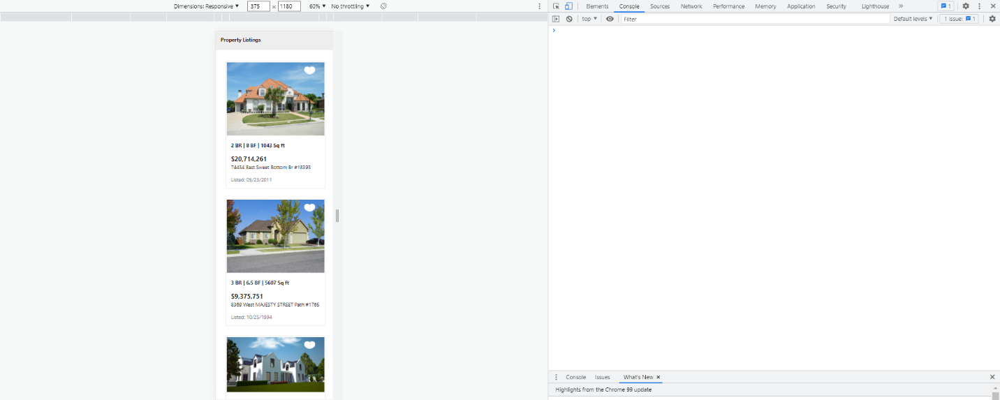 Dimensions: Responsive ▼ 375 × 1180 60% ▼ No throttling ▼
Elements Console Sources Network Performance Memory Application Security Lighthouse » 1
top ▼ Filter Default levels ▼ 1 Issue: 1
Property Listings
2 BR | 8 BF | 1043 Sq ft
$20,714,261
74434 East Sweet Bottom Br #18393
Listed: 05/23/2011
3 BR | 6.5 BF | 5607 Sq ft
$9,375,751
8369 West MAJESTY STREET Path #1765
Listed: 10/25/1994
Console Issues What's New
Highlights from the Chrome 99 update